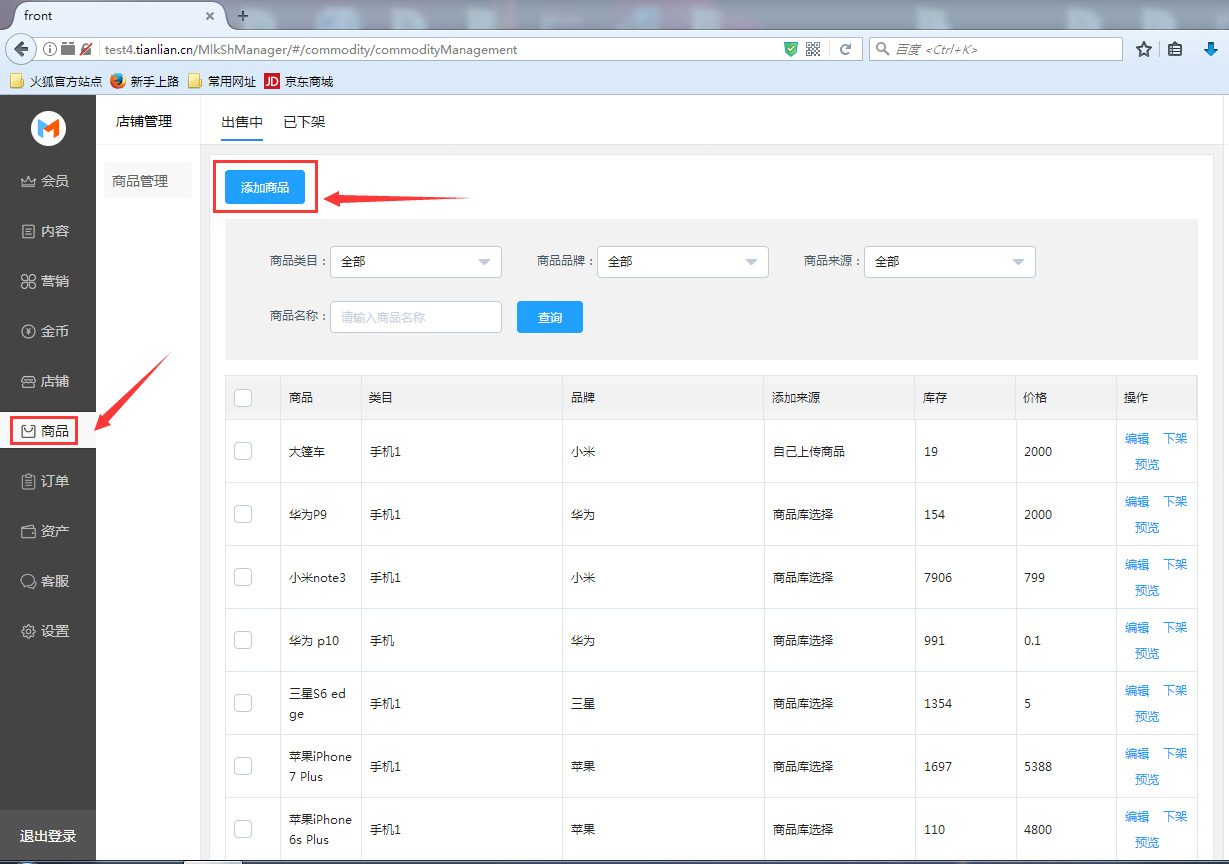 front
test4.tianlian.cn/MlkShManager/#/commodity/commodityManagement
百度 <Ctrl+K>
火狐官方站点 新手上路 常用网址 JD 京东商城
店铺管理 出售中 已下架
会员
商品管理
添加商品
内容
商品类目： 全部 商品品牌： 全部 商品来源： 全部
营销
商品名称： 请输入商品名称 查询
金币
店铺
商品 类目 品牌 添加来源 库存 价格 操作
商品
大篷车 手机1 小米 自己上传商品 19 2000 编辑 下架
预览
订单
华为P9 手机1 华为 商品库选择 154 2000 编辑 下架
预览
资产
小米note3 手机1 小米 商品库选择 7906 799 编辑 下架
预览
客服
华为 p10 手机 华为 商品库选择 991 0.1 编辑 下架
预览
设置
三星S6 ed
ge 手机1 三星 商品库选择 1354 5 编辑 下架
预览
苹果iPhone
7 Plus 手机1 苹果 商品库选择 1697 5388 编辑 下架
预览
苹果iPhone
6s Plus 手机1 苹果 商品库选择 110 4800 编辑 下架
预览
退出登录